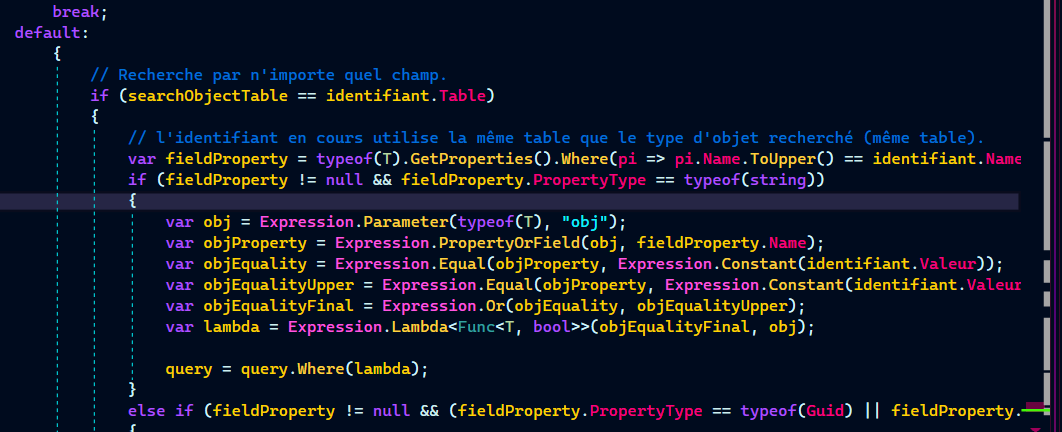 break;
default:
{
// Recherche par n'importe quel champ.
if (searchObjectTable == identifiant.Table)
{
// l'identifiant en cours utilise la même table que le type d'objet recherché (même table).
var fieldProperty = typeof(T).GetProperties().Where(pi => pi.Name.ToUpper() == identifiant.Name
if (fieldProperty != null && fieldProperty.PropertyType == typeof(string))
{
var obj = Expression.Parameter(typeof(T), "obj");
var objProperty = Expression.PropertyOrField(obj, fieldProperty.Name);
var objEquality = Expression.Equal(objProperty, Expression.Constant(identifiant.Valeur));
var objEqualityUpper = Expression.Equal(objProperty, Expression.Constant(identifiant.Valeur
var objEqualityFinal = Expression.Or(objEquality, objEqualityUpper);
var lambda = Expression.Lambda<Func<T, bool>>(objEqualityFinal, obj);
query = query.Where(lambda);
}
else if (fieldProperty != null && (fieldProperty.PropertyType == typeof(Guid) || fieldProperty.
{